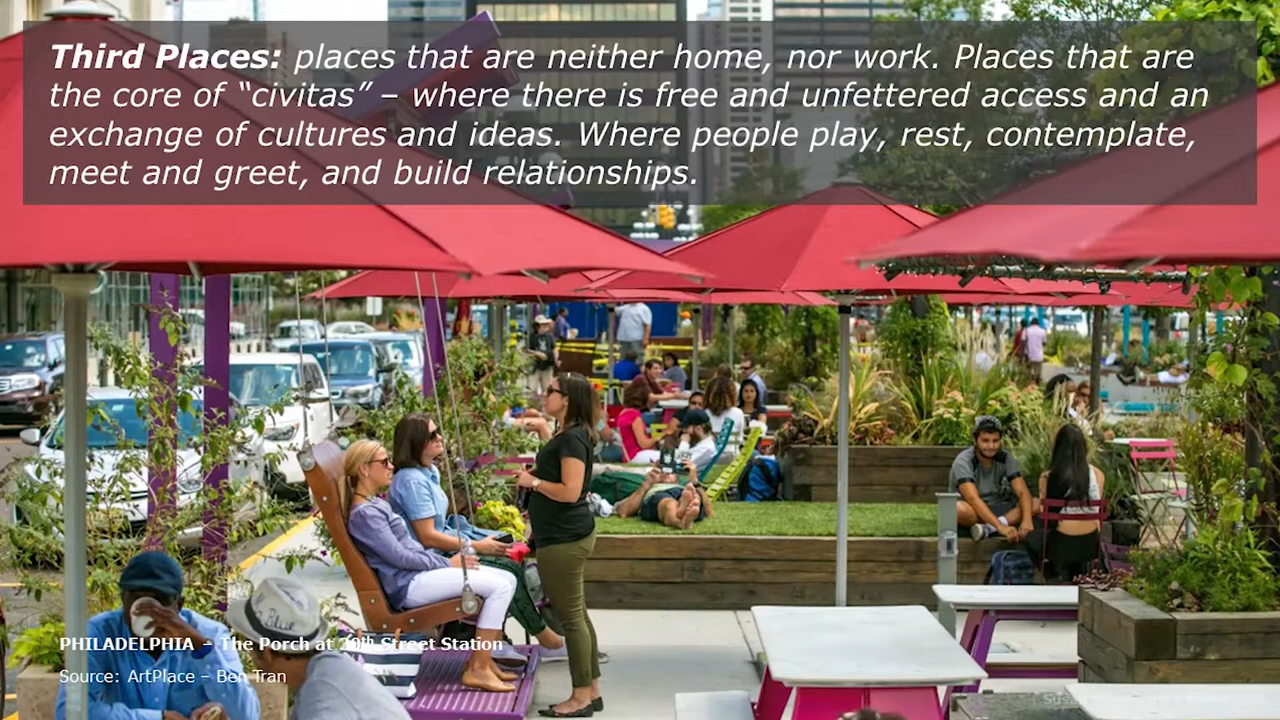 Third Places: places that are neither home, nor work. Places that are
the core of “civitas” – where there is free and unfettered access and an
exchange of cultures and ideas. Where people play, rest, contemplate,
meet and greet, and build relationships.
PHILADELPHIA – The Porch at 30th Street Station
Source: ArtPlace – Ben Tran